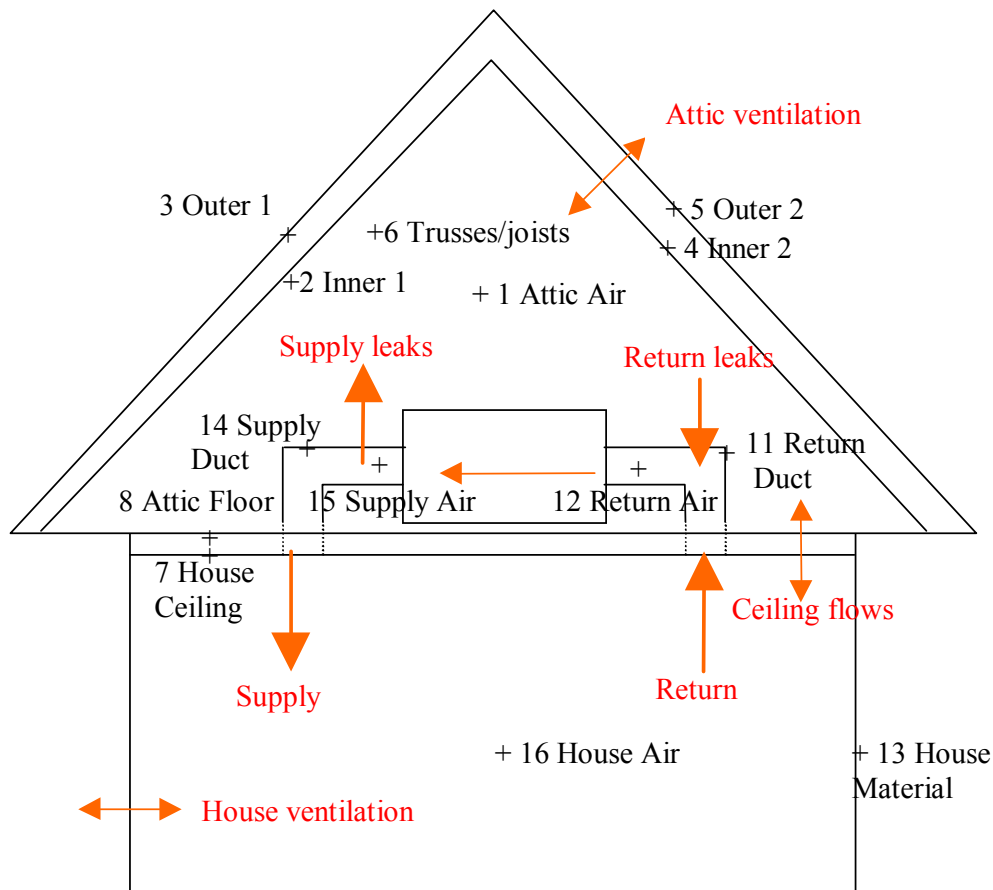 Attic ventilation
3 Outer 1
+ 5 Outer 2
+6 Trusses/joists
+ 4 Inner 2
+2 Inner 1
+ 1 Attic Air
Supply leaks
Return leaks
14 Supply
Duct
11 Return
Duct
8 Attic Floor
15 Supply Air
12 Return Air
7 House
Ceiling
Ceiling flows
Supply
Return
+ 16 House Air
+ 13 House
Material
House ventilation